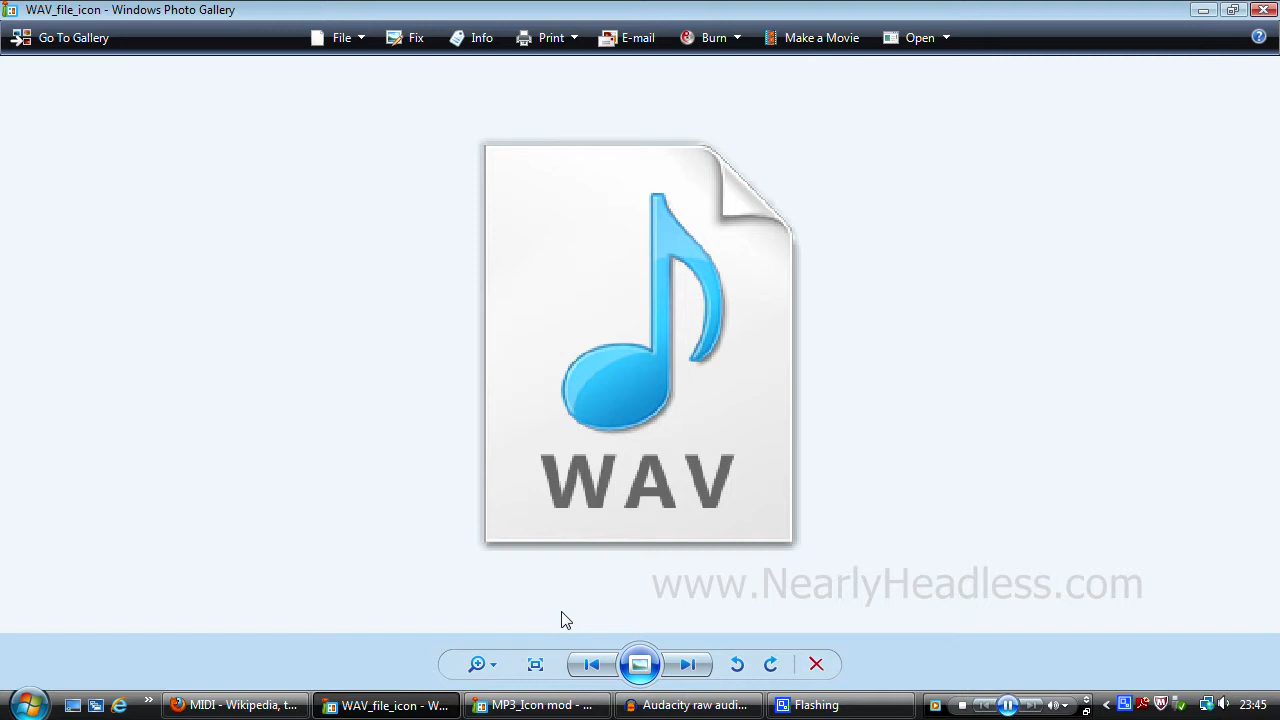 WAV_file_icon - Windows Photo Gallery
Go To Gallery File Fix Info Print E-mail Burn Make a Movie Open
WAV
www.NearlyHeadless.com
MIDI - Wikipedia, t... WAV_file_icon - W... MP3_Icon mod - ... Audacity raw audi... Flashing 23:45